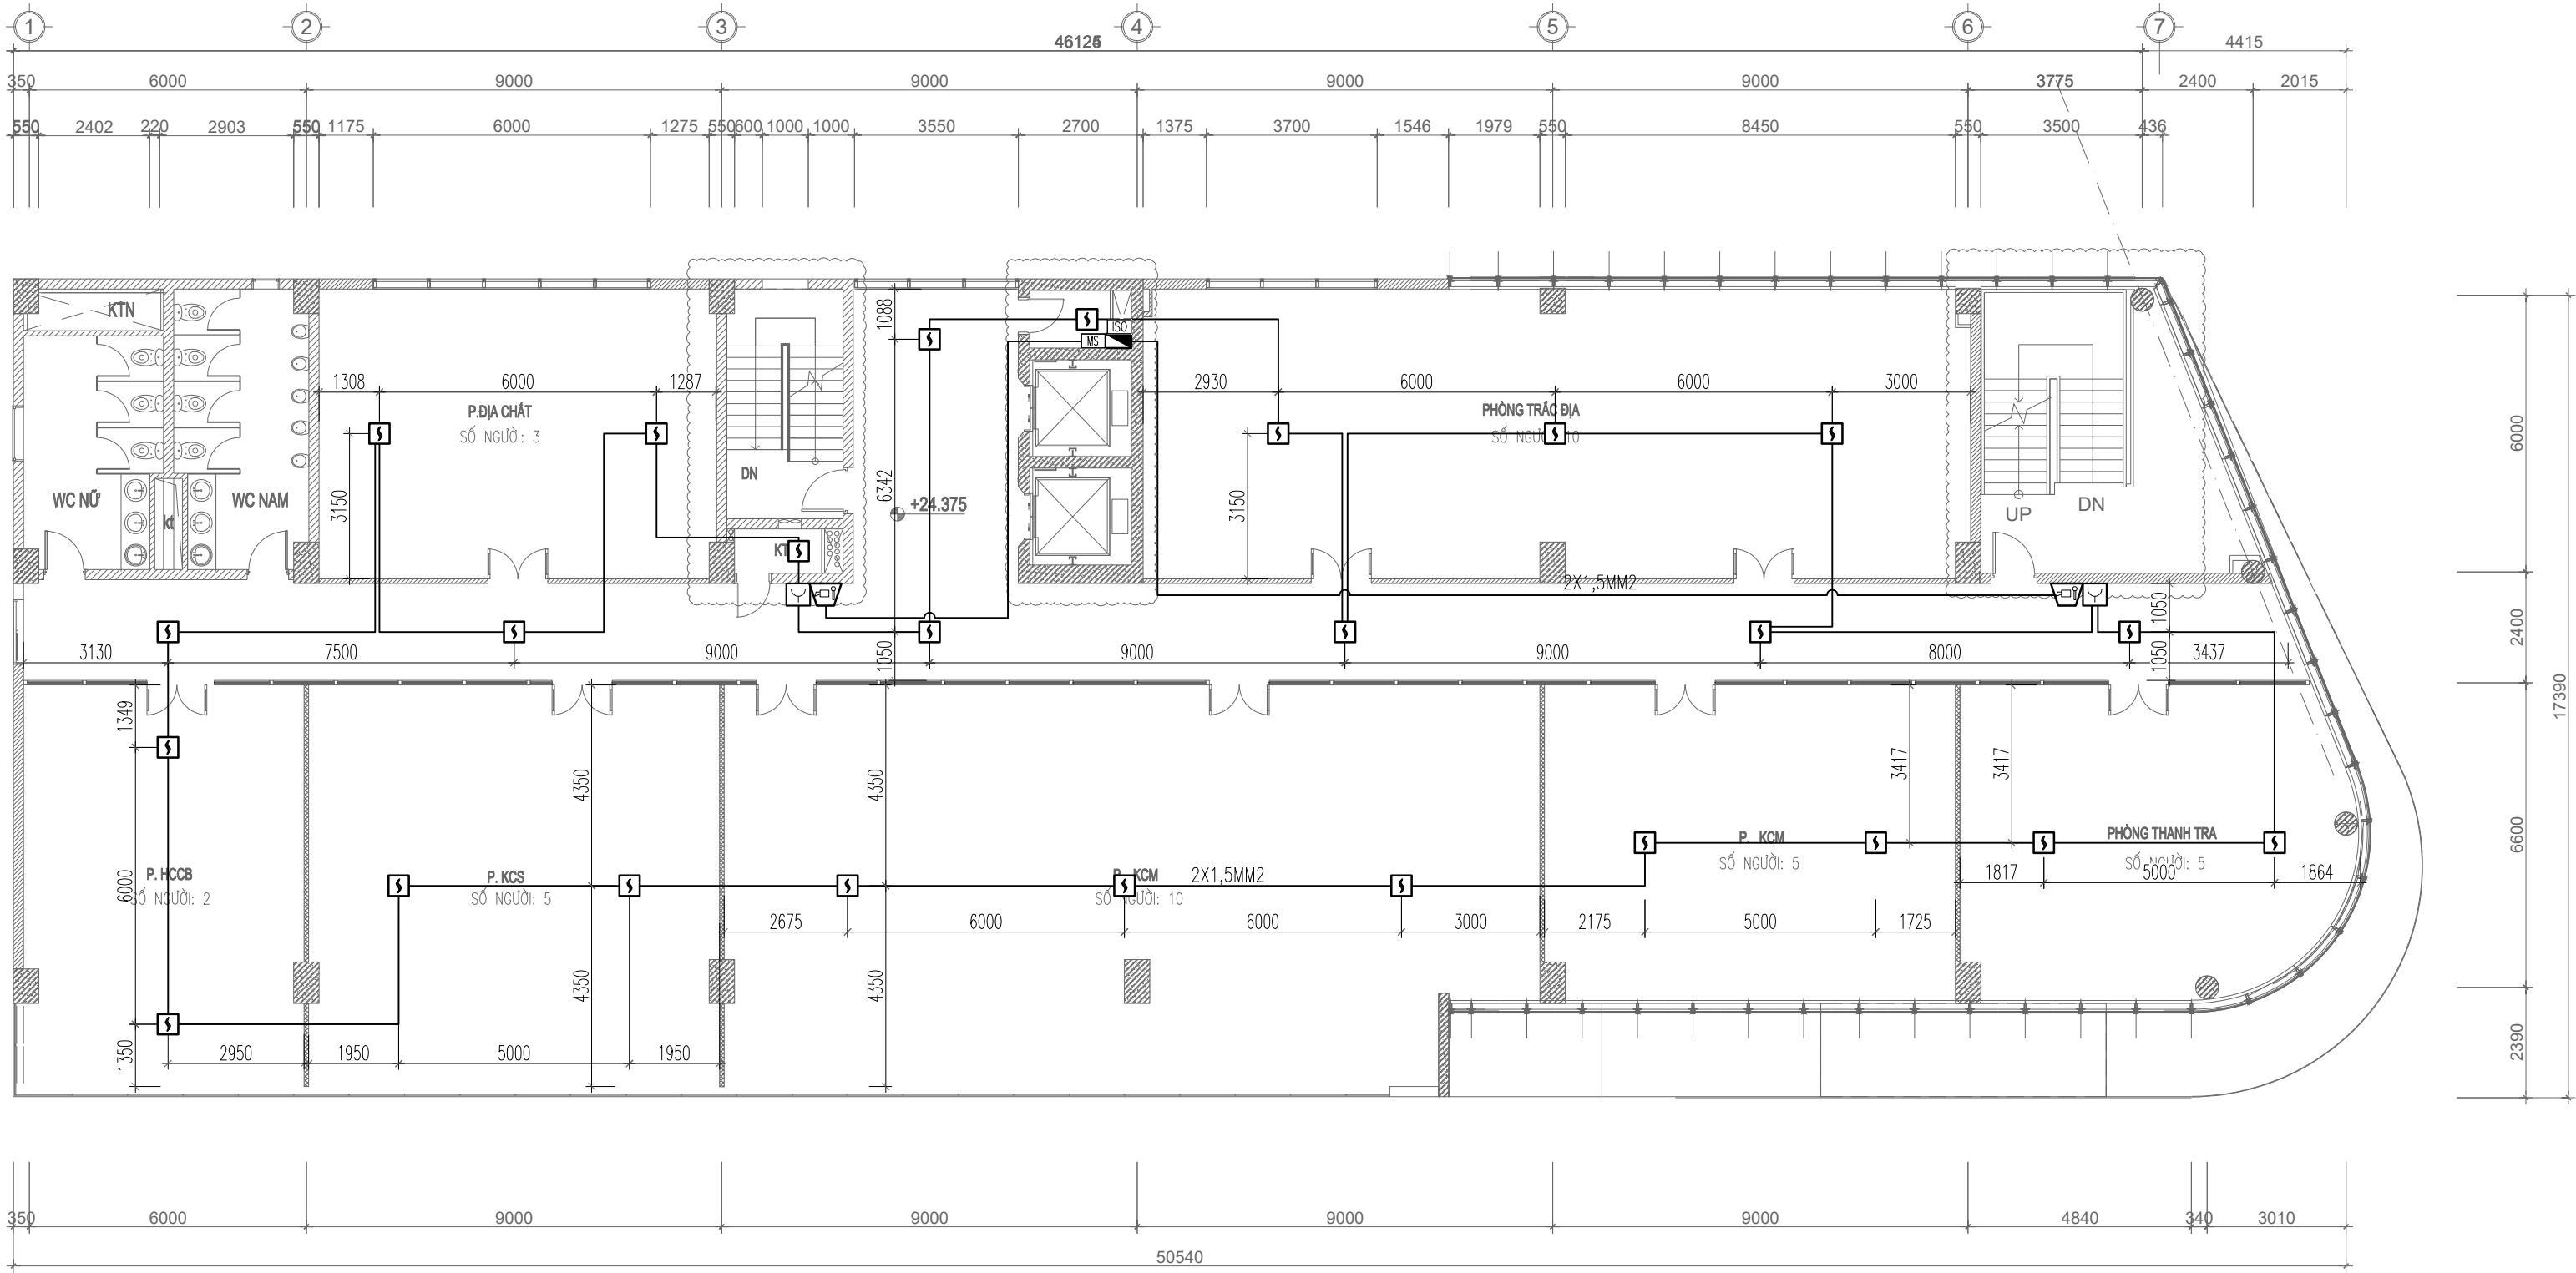 1 2 3 4 5 6 7
4415
350 6000 9000 9000 9000 9000 3775 2400 2015
550 2402 220 2903 550 1175 6000 1275 550 600 1000 1000 3550 2700 1375 3700 1546 1979 550 8450 550 3500 436
KTN
1088
ISO
MS
1308 6000 1287 2930 6000 6000 3000
P.ĐỊA CHẤT
PHÒNG TRẮC ĐỊA
SỐ NGƯỜI: 3
6000
DN
WC NỮ
WC NAM
3150
6342
+24.375
3150
UP
DN
kt
2X1,5MM2
1050
2400
3130 7500 9000 1050 9000 9000 8000 1050 3437
1349
17390
4350
4350
3417
3417
P. KCM
PHÒNG THANH TRA
SỐ NGƯỜI: 5
SỐ NGƯỜI: 5
6600
P. HCCB
P. KCS
P. KCM
2X1,5MM2
1817 5000 1864
6000
SỐ NGƯỜI: 2
SỐ NGƯỜI: 5
SỐ NGƯỜI: 10
2675 6000 6000 3000 2175 5000 1725
4350
4350
2390
1350
2950 1950 5000 1950
350 6000 9000 9000 9000 9000 4840 340 3010
50540